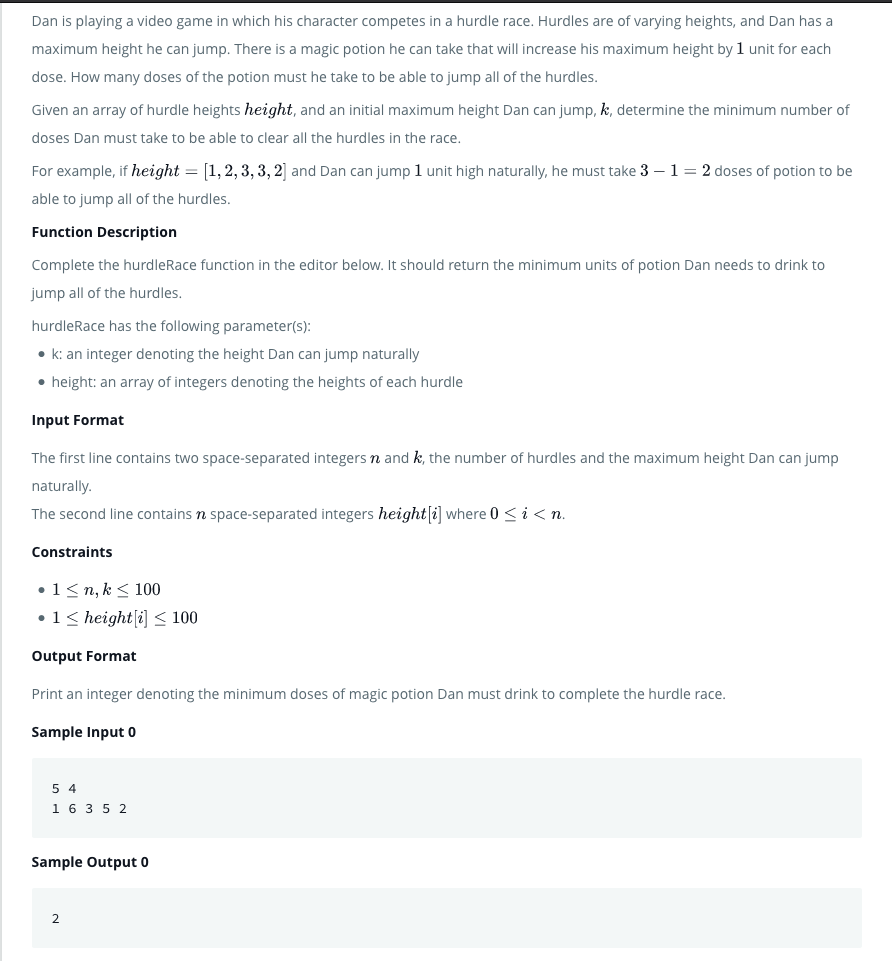 Dan is playing a video game in which his character competes in a hurdle race. Hurdles are of varying heights, and Dan has a
maximum height he can jump. There is a magic potion he can take that will increase his maximum height by 1 unit for each
dose. How many doses of the potion must he take to be able to jump all of the hurdles.
Given an array of hurdle heights height, and an initial maximum height Dan can jump, k, determine the minimum number of
doses Dan must take to be able to clear all the hurdles in the race.
For example, if height = [1, 2, 3, 3, 2] and Dan can jump 1 unit high naturally, he must take 3 − 1 = 2 doses of potion to be
able to jump all of the hurdles.
Function Description
Complete the hurdleRace function in the editor below. It should return the minimum units of potion Dan needs to drink to
jump all of the hurdles.
hurdleRace has the following parameter(s):
• k: an integer denoting the height Dan can jump naturally
• height: an array of integers denoting the heights of each hurdle
Input Format
The first line contains two space-separated integers n and k, the number of hurdles and the maximum height Dan can jump
naturally.
The second line contains n space-separated integers height[i] where 0 ≤ i < n.
Constraints
• 1 ≤ n, k ≤ 100
• 1 ≤ height[i] ≤ 100
Output Format
Print an integer denoting the minimum doses of magic potion Dan must drink to complete the hurdle race.
Sample Input 0
5 4
1 6 3 5 2
Sample Output 0
2